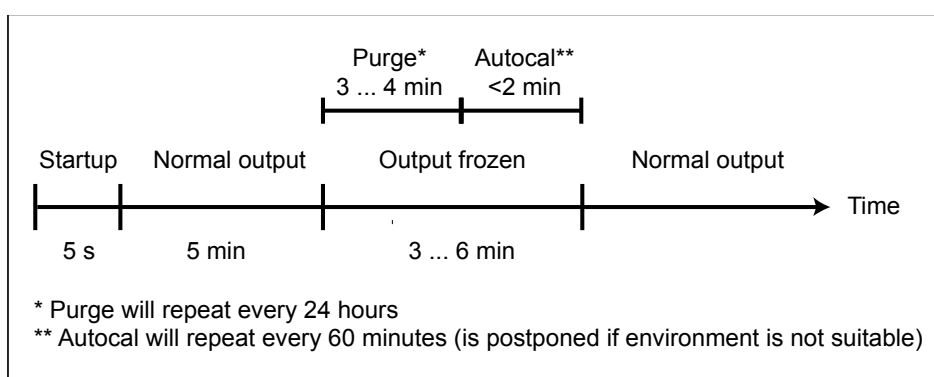 Purge* Autocal**
3 ... 4 min <2 min
Startup Normal output Output frozen Normal output
Time
5 s 5 min 3 ... 6 min
* Purge will repeat every 24 hours
** Autocal will repeat every 60 minutes (is postponed if environment is not suitable)